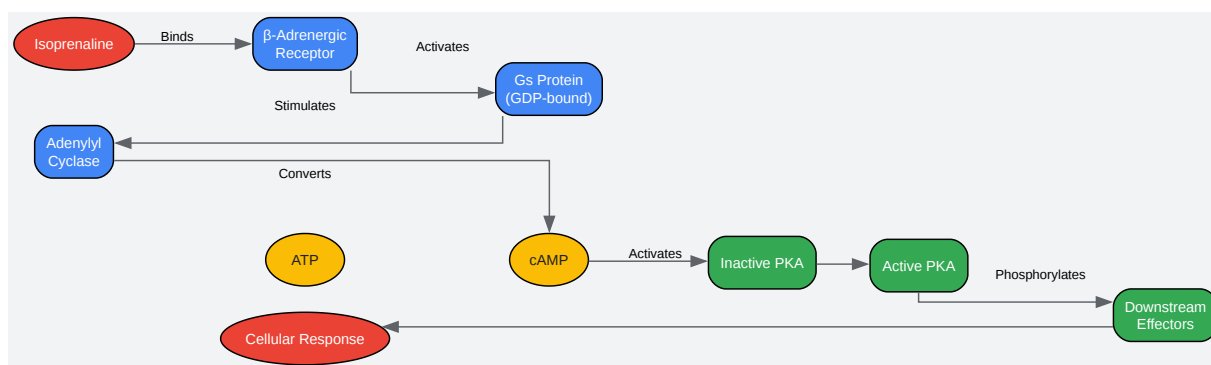 Isoprenaline
Binds
β-Adrenergic
Receptor
Activates
Gs Protein
(GDP-bound)
Stimulates
Adenylyl
Cyclase
Converts
ATP
cAMP
Activates
Inactive PKA
Active PKA
Phosphorylates
Downstream
Effectors
Cellular Response